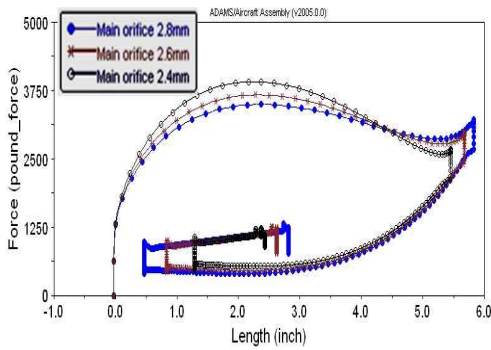 ADAMS/Aircraft Assembly (v2005.0.0)
Main orifice 2.8mm
Main orifice 2.6mm
Main orifice 2.4mm
5000
3750
2500
1250
0
Force (pound_force)
-1.0 0.0 1.0 2.0 3.0 4.0 5.0 6.0
Length (inch)